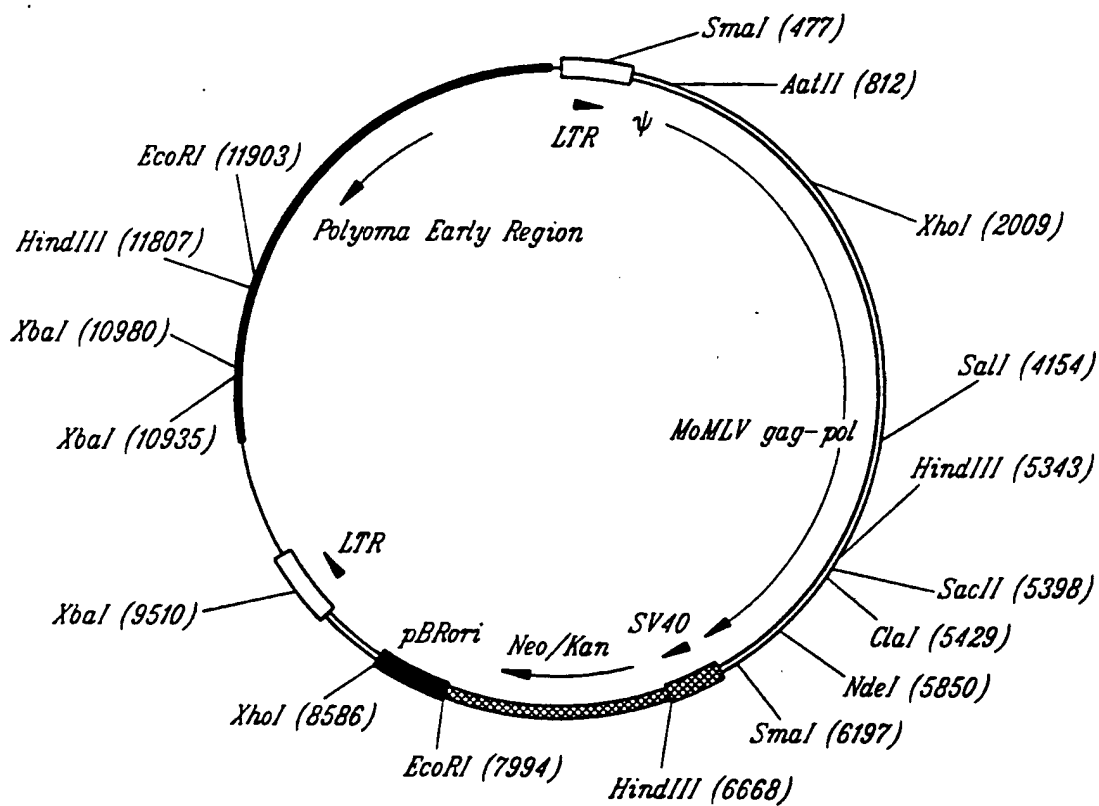 SmaI (477)
AatII (812)
LTR
ψ
EcoRI (11903)
Polyoma Early Region
XhoI (2009)
HindIII (11807)
XbaI (10980)
SalI (4154)
XbaI (10935)
MoMLV gag-pol
HindIII (5343)
LTR
SacII (5398)
XbaI (9510)
ClaI (5429)
pBRori
Neo/Kan
SV40
NdeI (5850)
XhoI (8586)
SmaI (6197)
EcoRI (7994)
HindIII (6668)